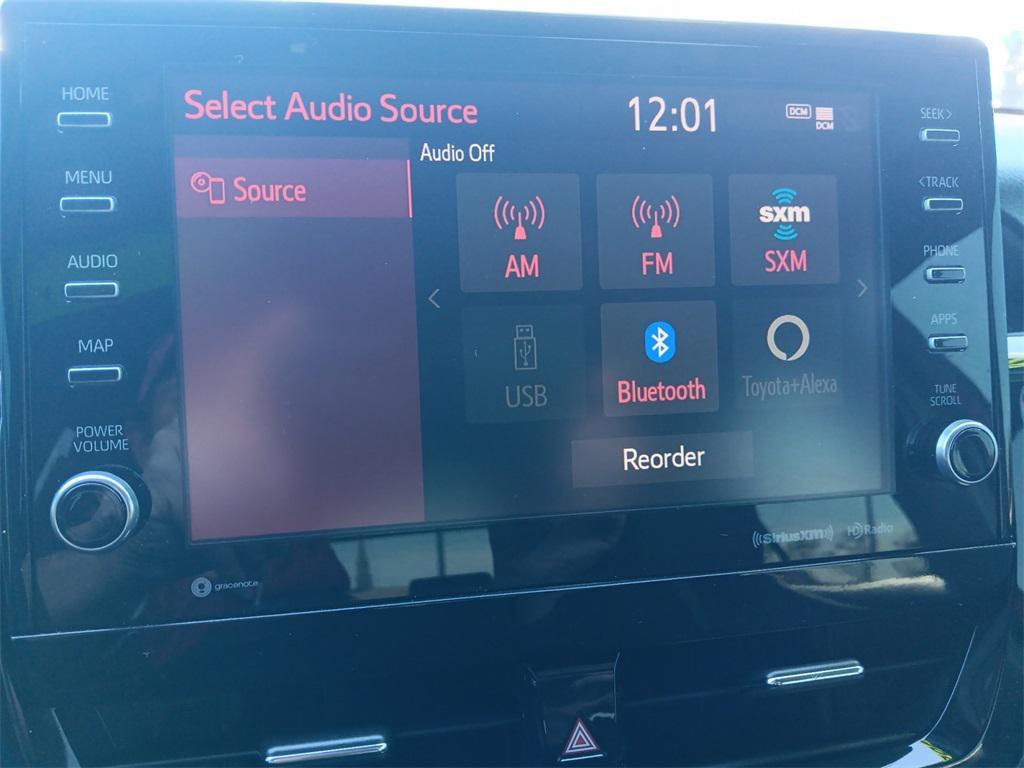 HOME
MENU
AUDIO
MAP
POWER
VOLUME
Select Audio Source
12:01
DCM
DCM
Source
Audio Off
AM
FM
sxm
SXM
USB
Bluetooth
Toyota+Alexa
Reorder
SEEK >
< TRACK
PHONE
APPS
TUNE
SCROLL
gracenote
((SiriusXM))
HD Radio